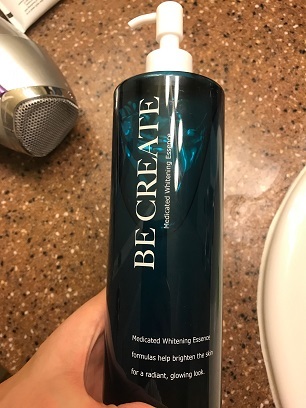 BE CREATE
Medicated Whitening Essence
Medicated Whitening Essence
formulas help brighten the skin
for a radiant, glowing look.